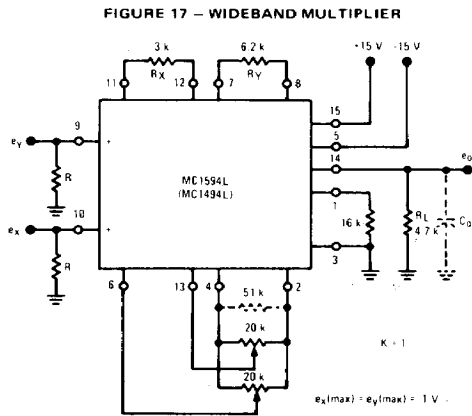 FIGURE 17 – WIDEBAND MULTIPLIER
3 k
6.2 k
+15 V
-15 V
RX
RY
11
12
7
8
15
5
14
1
3
eY
9
+
R
MC1594L
(MC1494L)
eX
10
+
R
eo
16 k
RL
4.7 k
Co
6
13
4
2
51 k
20 k
20 k
K = 1
eX(max) = eY(max) = 1 V